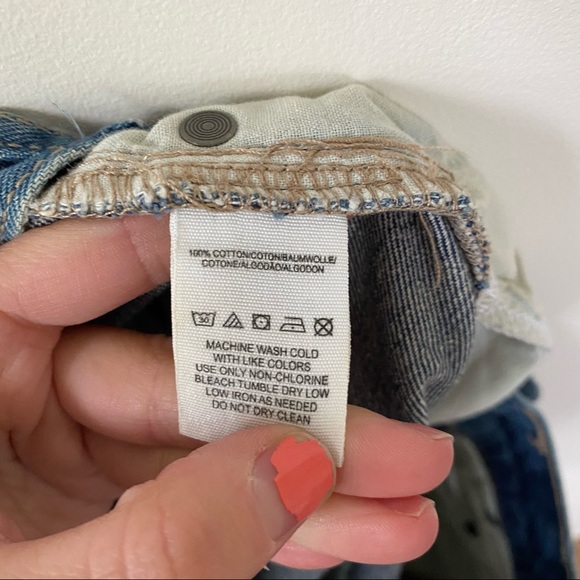 100% COTTON/COTON/BAUMWOLLE/
COTONE/ALGODÃO/ALGODON
MACHINE WASH COLD
WITH LIKE COLORS
USE ONLY NON-CHLORINE
BLEACH TUMBLE DRY LOW
LOW IRON AS NEEDED
DO NOT DRY CLEAN